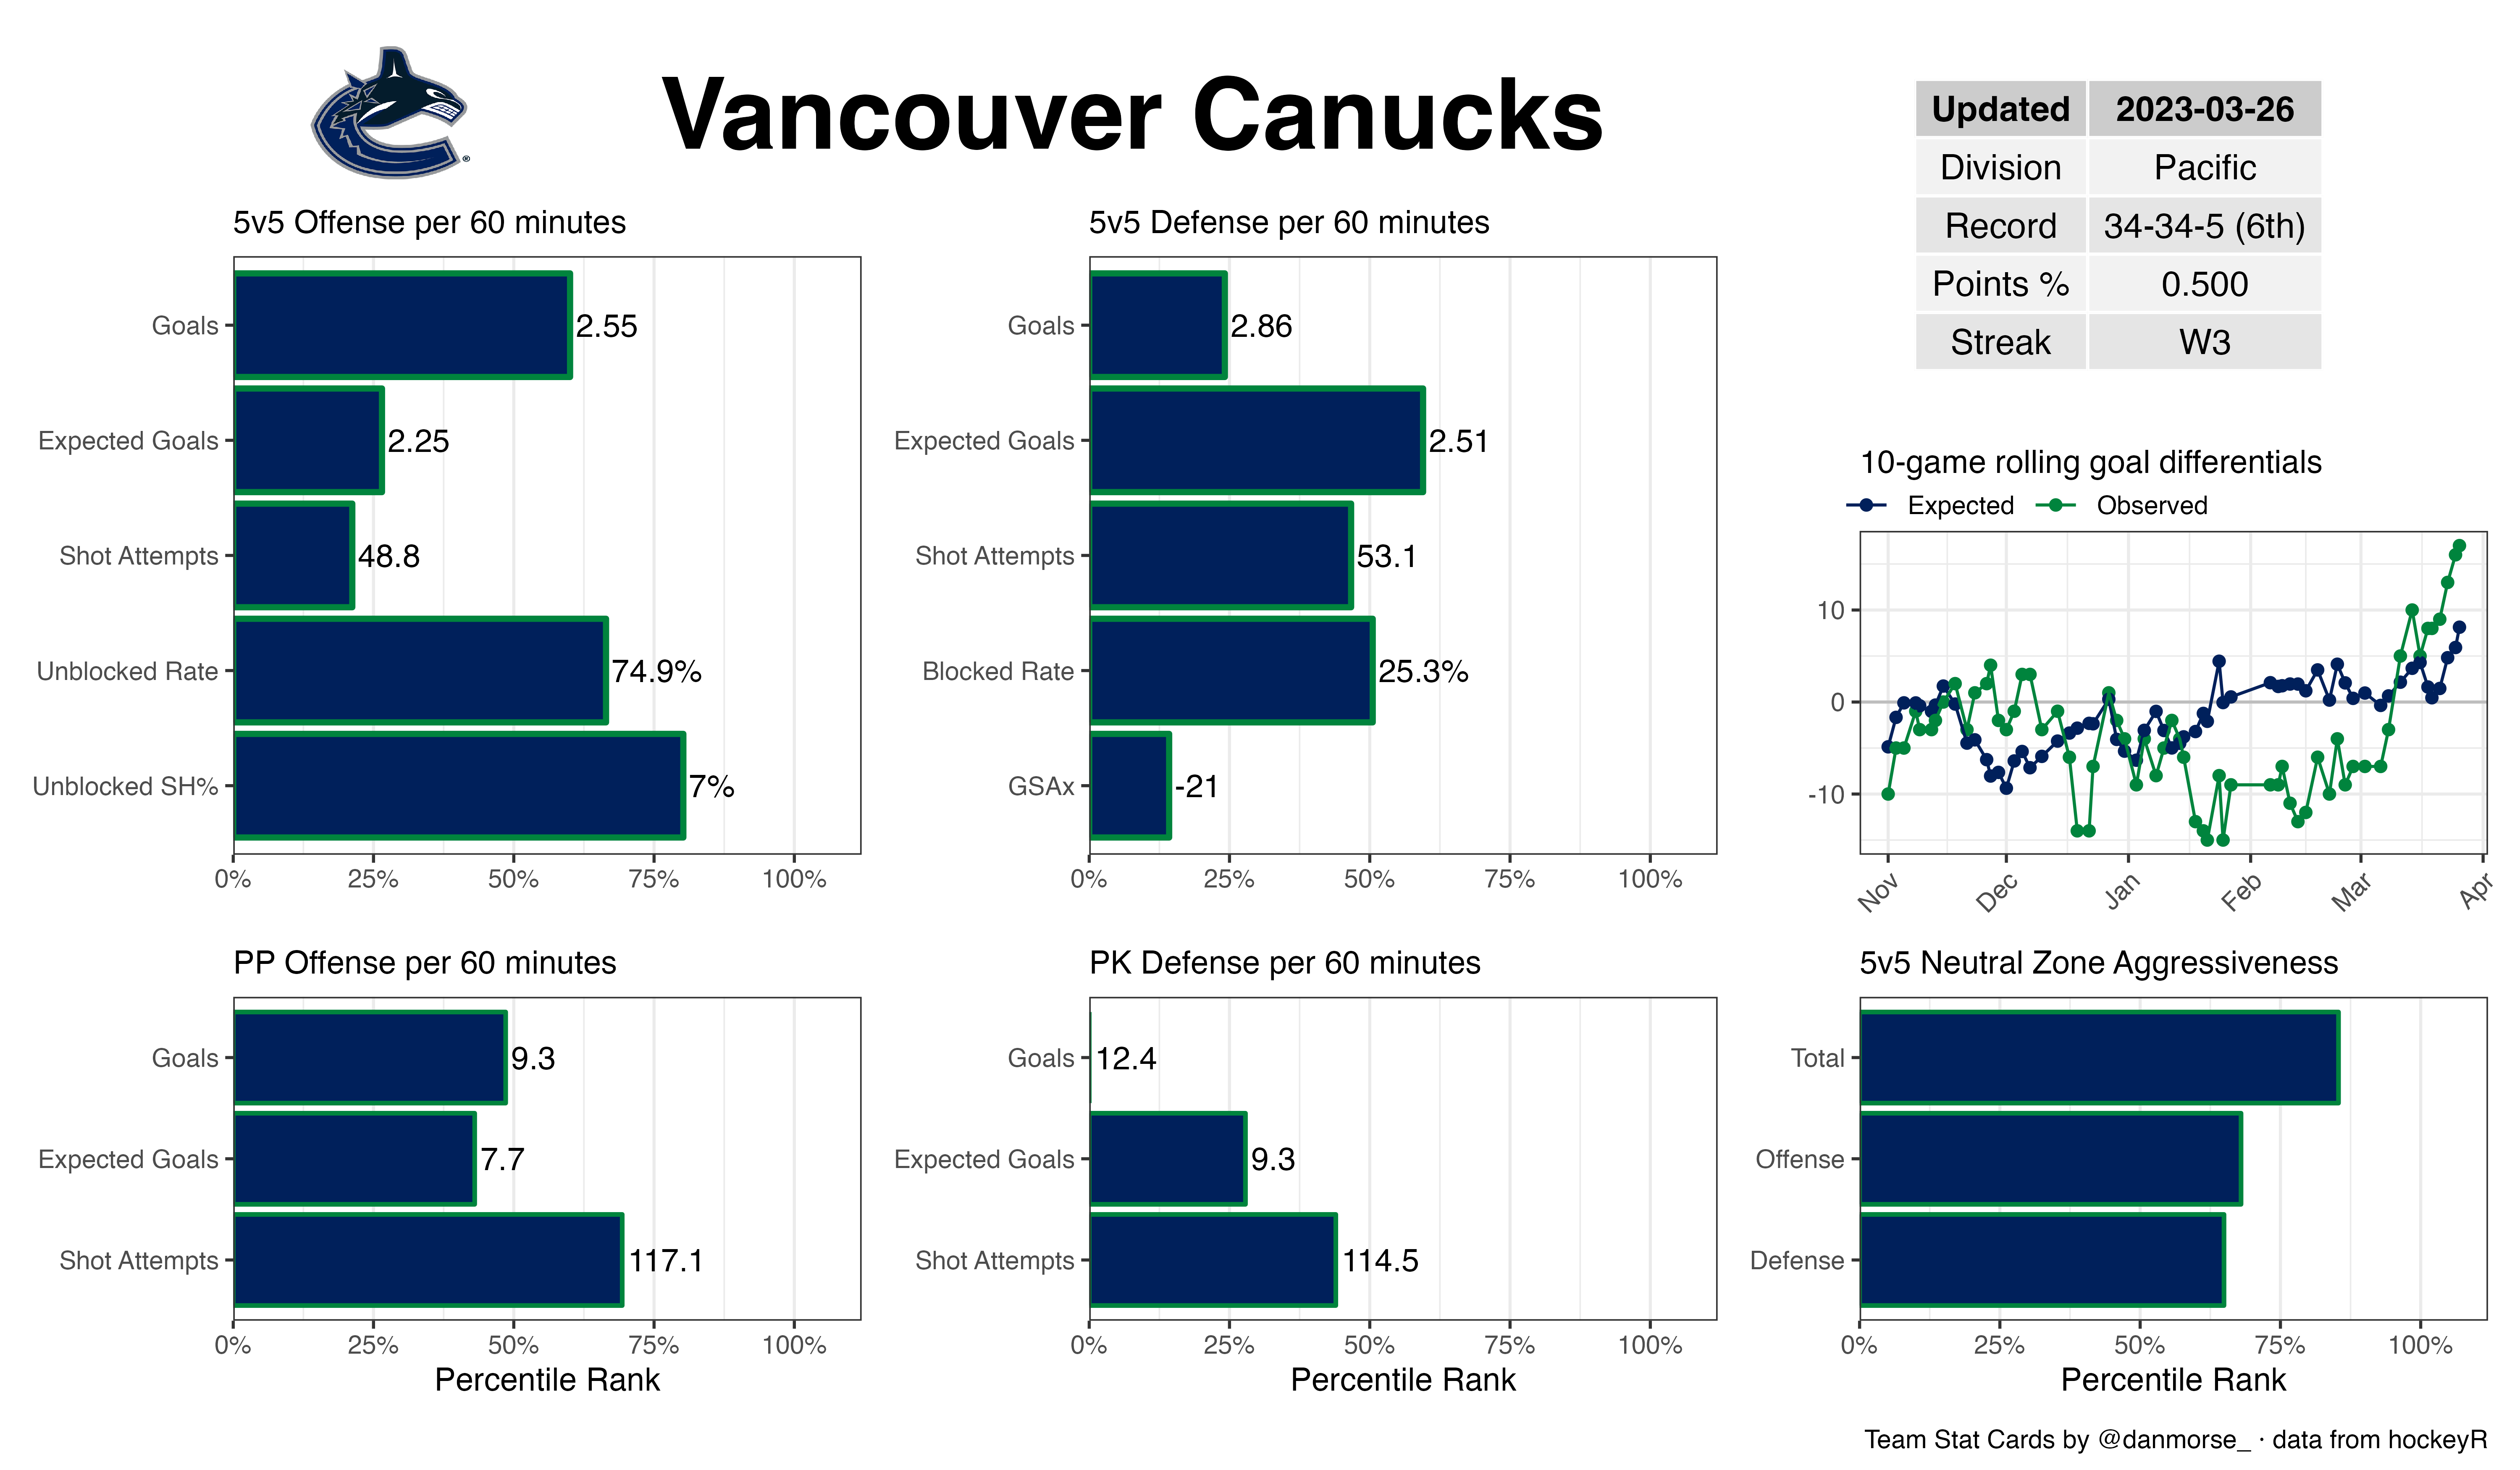 Vancouver Canucks
Updated 2023-03-26
Division Pacific
Record 34-34-5 (6th)
Points % 0.500
Streak W3
5v5 Offense per 60 minutes
Goals 2.55
Expected Goals 2.25
Shot Attempts 48.8
Unblocked Rate 74.9%
Unblocked SH% 7%
0% 25% 50% 75% 100%
5v5 Defense per 60 minutes
Goals 2.86
Expected Goals 2.51
Shot Attempts 53.1
Blocked Rate 25.3%
GSAx -21
0% 25% 50% 75% 100%
10-game rolling goal differentials
Expected Observed
10
0
-10
Nov Dec Jan Feb Mar Apr
PP Offense per 60 minutes
Goals 9.3
Expected Goals 7.7
Shot Attempts 117.1
0% 25% 50% 75% 100%
Percentile Rank
PK Defense per 60 minutes
Goals 12.4
Expected Goals 9.3
Shot Attempts 114.5
0% 25% 50% 75% 100%
Percentile Rank
5v5 Neutral Zone Aggressiveness
Total
Offense
Defense
0% 25% 50% 75% 100%
Percentile Rank
Team Stat Cards by @danmorse_ · data from hockeyR